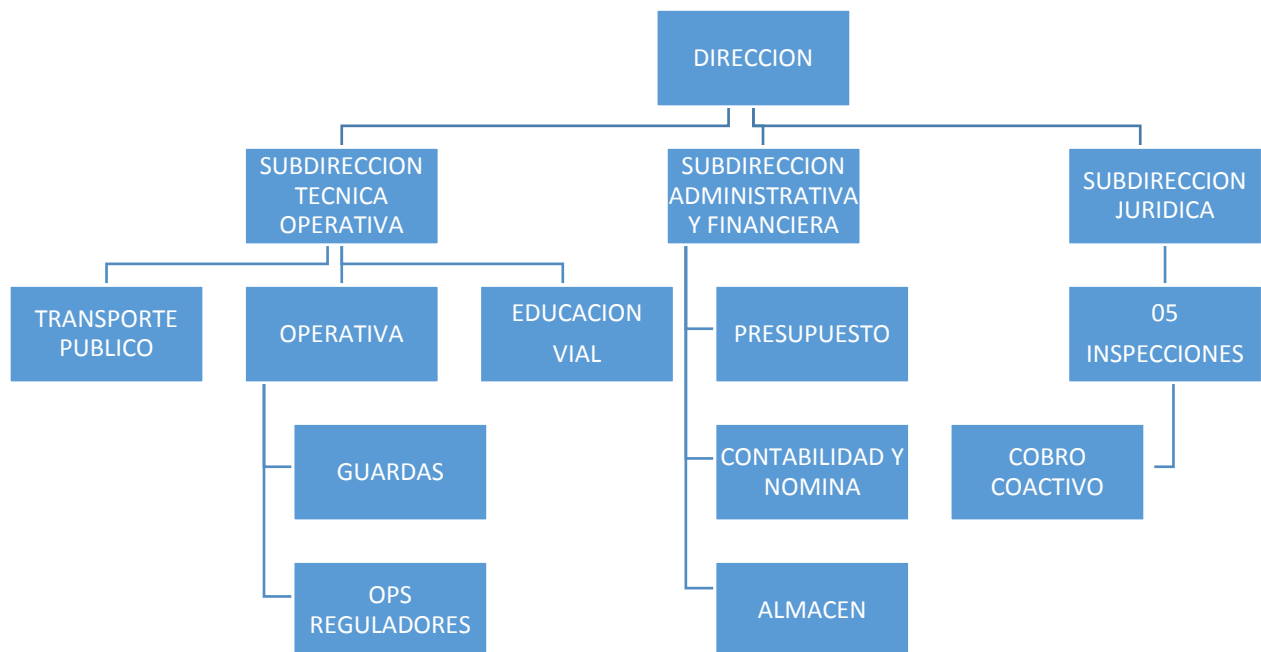 DIRECCION
SUBDIRECCION
TECNICA
OPERATIVA
SUBDIRECCION
ADMINISTRATIVA
Y FINANCIERA
SUBDIRECCION
JURIDICA
TRANSPORTE
PUBLICO
OPERATIVA
EDUCACION
VIAL
PRESUPUESTO
05
INSPECCIONES
GUARDAS
CONTABILIDAD Y
NOMINA
COBRO
COACTIVO
OPS
REGULADORES
ALMACEN